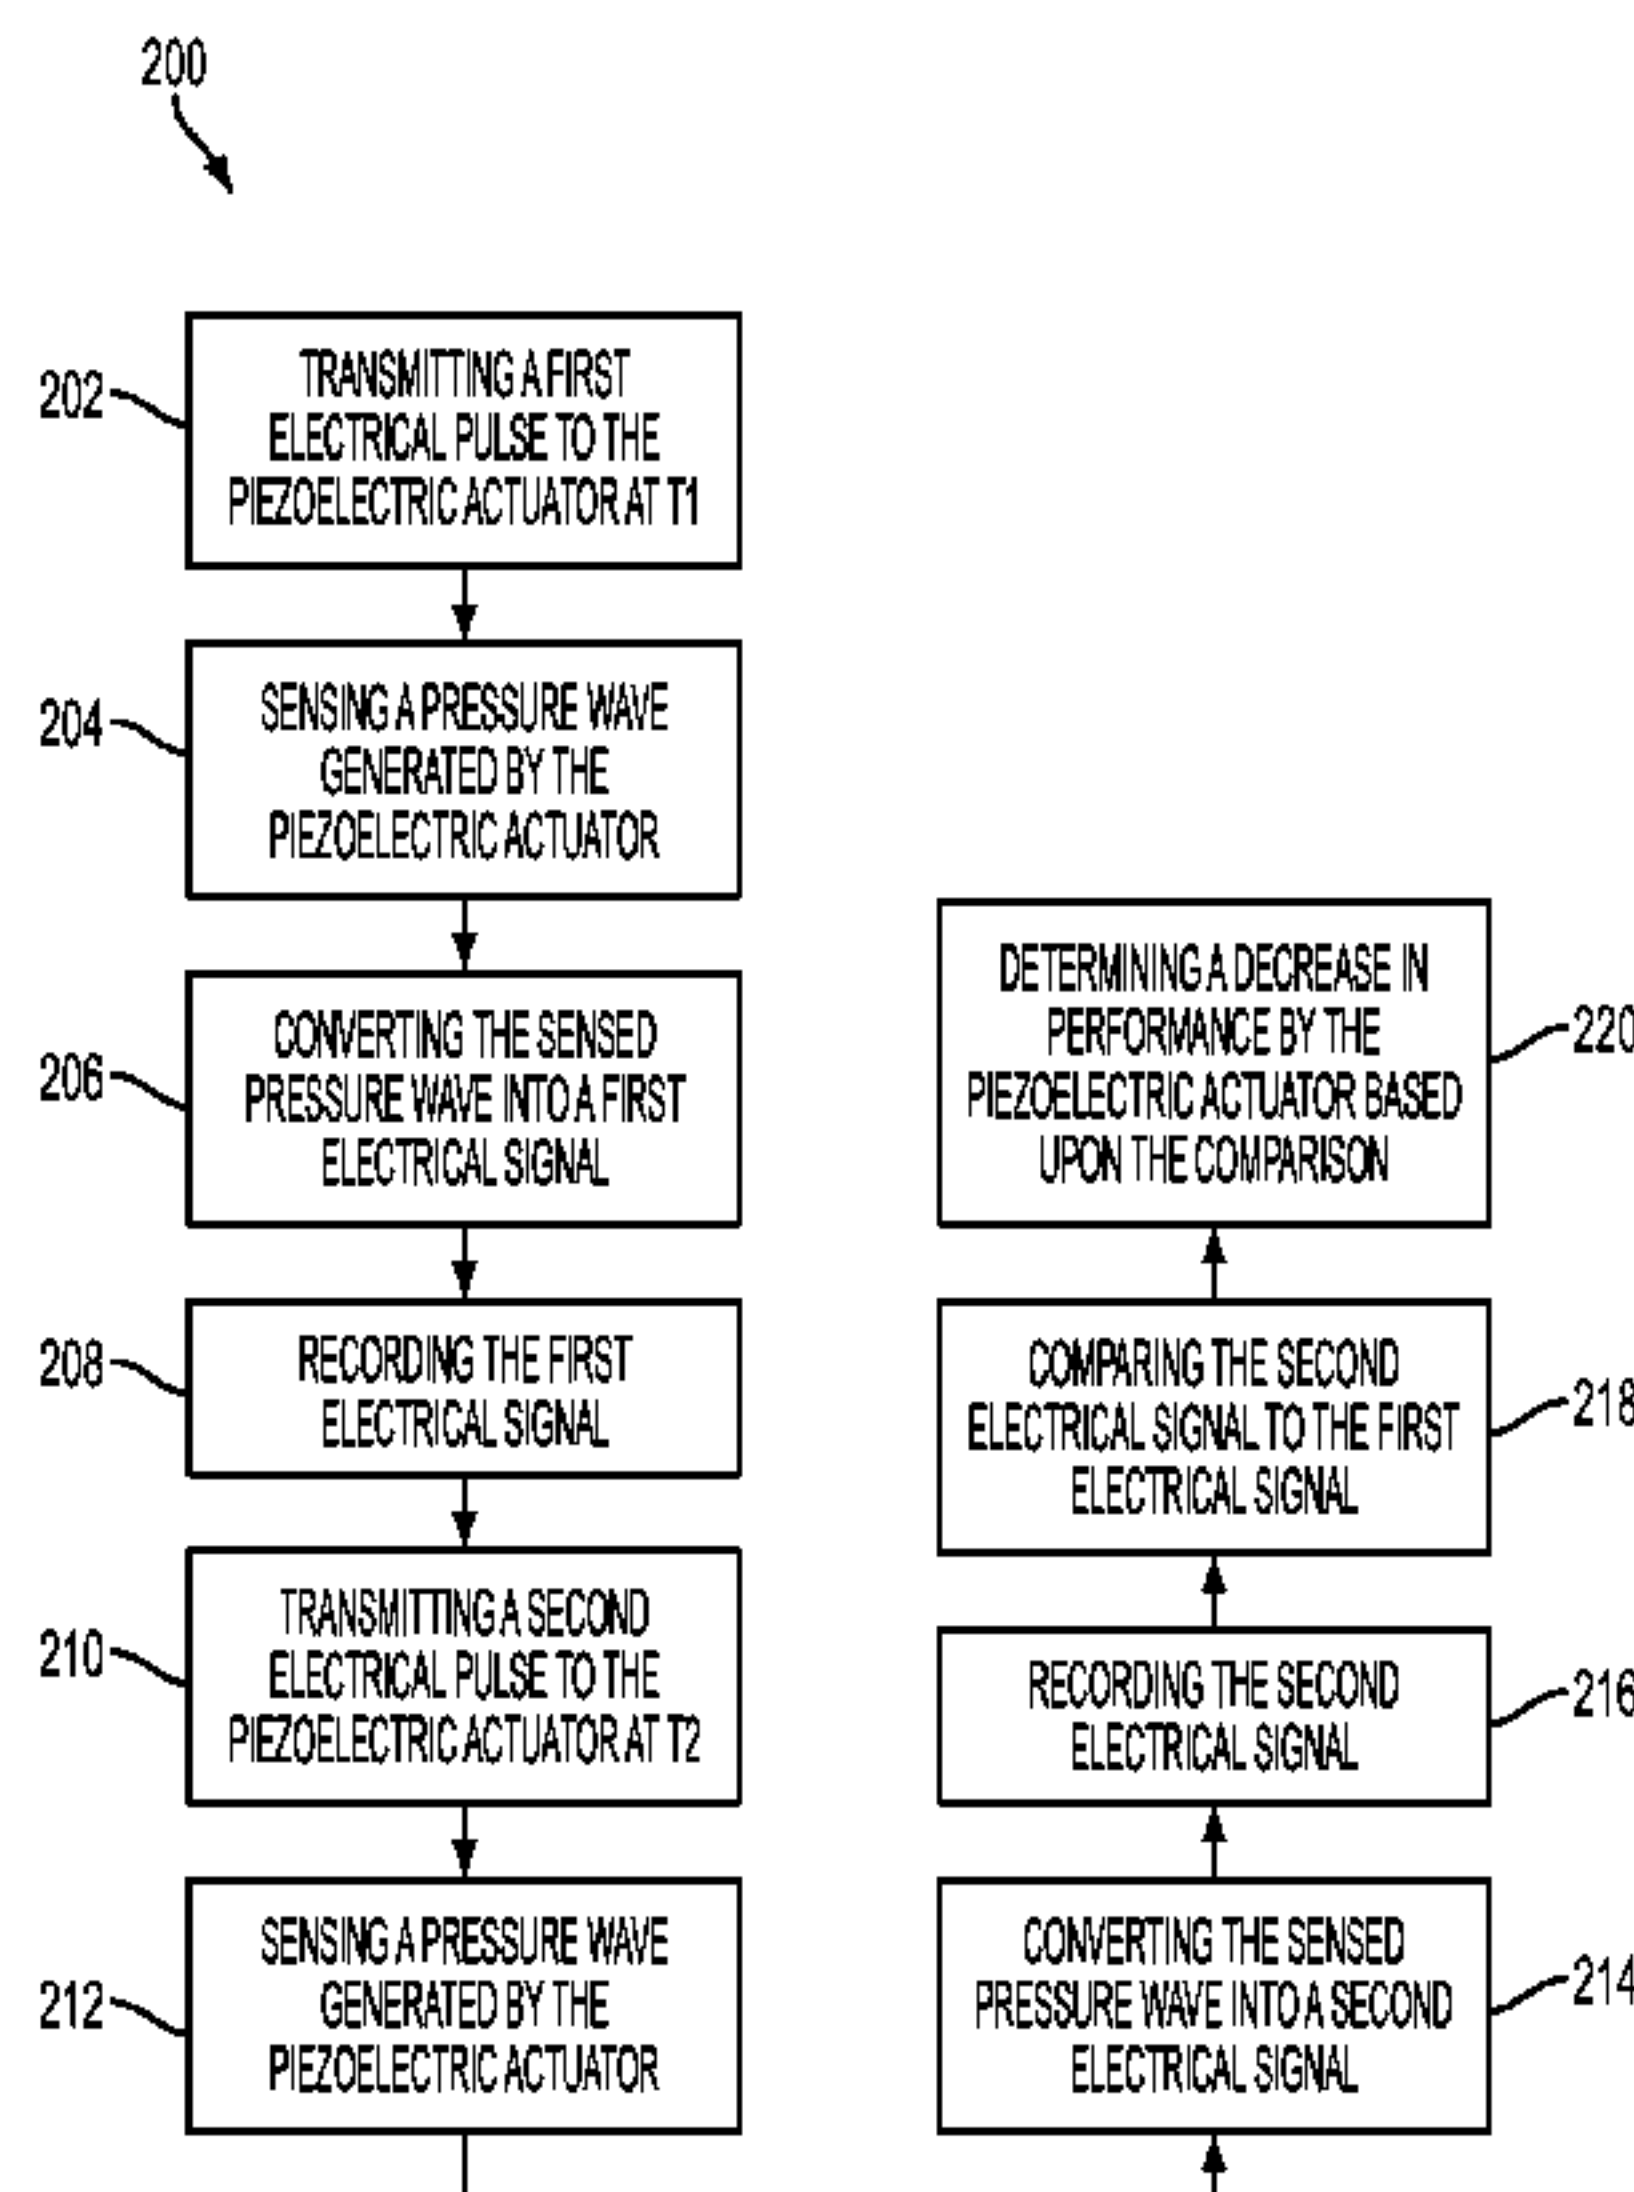 200
202
TRANSMITTING A FIRST
ELECTRICAL PULSE TO THE
PIEZOELECTRIC ACTUATOR AT T1
204
SENSING A PRESSURE WAVE
GENERATED BY THE
PIEZOELECTRIC ACTUATOR
206
CONVERTING THE SENSED
PRESSURE WAVE INTO A FIRST
ELECTRICAL SIGNAL
208
RECORDING THE FIRST
ELECTRICAL SIGNAL
210
TRANSMITTING A SECOND
ELECTRICAL PULSE TO THE
PIEZOELECTRIC ACTUATOR AT T2
212
SENSING A PRESSURE WAVE
GENERATED BY THE
PIEZOELECTRIC ACTUATOR
CONVERTING THE SENSED
PRESSURE WAVE INTO A SECOND
ELECTRICAL SIGNAL
214
RECORDING THE SECOND
ELECTRICAL SIGNAL
216
COMPARING THE SECOND
ELECTRICAL SIGNAL TO THE FIRST
ELECTRICAL SIGNAL
218
DETERMINING A DECREASE IN
PERFORMANCE BY THE
PIEZOELECTRIC ACTUATOR BASED
UPON THE COMPARISON
220